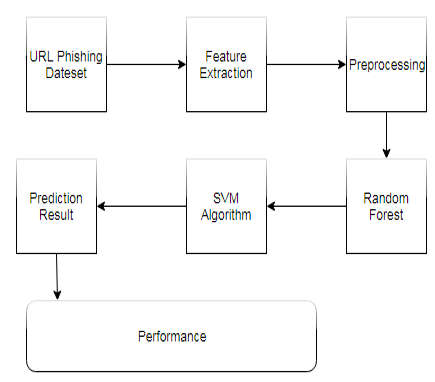 URL Phishing
Dateset
Feature
Extraction
Preprocessing
Random
Forest
SVM
Algorithm
Prediction
Result
Performance